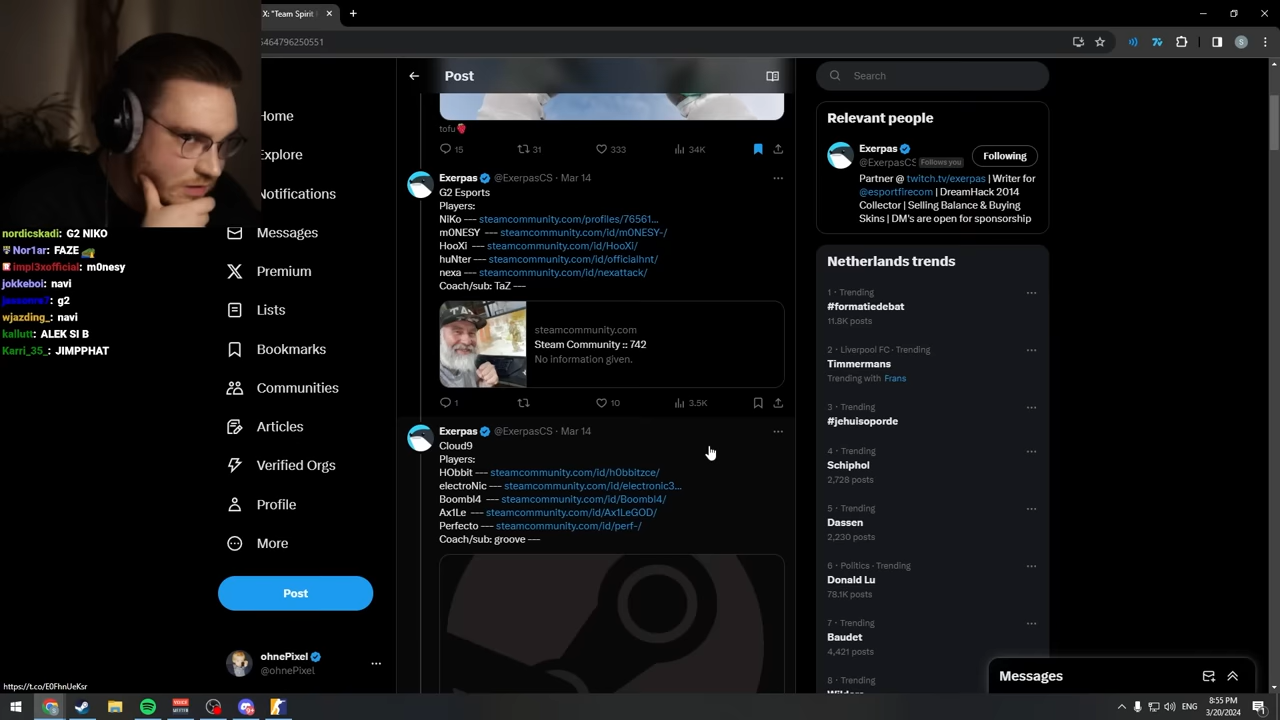 X: "Team Spirit
6464796250551
nordicskadi: G2 NIKO
Nor1ar: FAZE
impl3xofficial: m0nesy
jokkeboi: navi
: g2
wjazding_: navi
kallutt: ALEK SI B
Karri_35_: JIMPPHAT
Home
Explore
Notifications
Messages
Premium
Lists
Bookmarks
Communities
Articles
Verified Orgs
Profile
More
Post
ohnePixel
@ohnePixel
https://t.co/E0FhnUeKsr
Post
tofu
15
31
333
34K
Exerpas @ExerpasCS · Mar 14
G2 Esports
Players:
NiKo --- steamcommunity.com/profiles/76561...
m0NESY --- steamcommunity.com/id/m0NESY-/
HooXi --- steamcommunity.com/id/HooXi/
huNter --- steamcommunity.com/id/officialhnt/
nexa --- steamcommunity.com/id/nexattack/
Coach/sub: TaZ ---
TAZ
steamcommunity.com
Steam Community :: 742
No information given.
1
10
3.5K
Exerpas @ExerpasCS · Mar 14
Cloud9
Players:
HObbit --- steamcommunity.com/id/h0bbitzce/
electroNic --- steamcommunity.com/id/electronic3...
Boombl4 --- steamcommunity.com/id/Boombl4/
Ax1Le --- steamcommunity.com/id/Ax1LeGOD/
Perfecto --- steamcommunity.com/id/perf-/
Coach/sub: groove ---
Search
Relevant people
Exerpas
@ExerpasCS Follows you
Following
Partner @ twitch.tv/exerpas | Writer for
@esportfirecom | DreamHack 2014
Collector | Selling Balance & Buying
Skins | DM's are open for sponsorship
Netherlands trends
1 · Trending
#formatiedebat
11.8K posts
2 · Liverpool FC · Trending
Timmermans
Trending with Frans
3 · Trending
#jehuisoporde
4 · Trending
Schiphol
2,728 posts
5 · Trending
Dassen
2,230 posts
6 · Politics · Trending
Donald Lu
78.1K posts
7 · Trending
Baudet
4,421 posts
8 · Trending
Wilders
Messages
VOICE
MEETER
ENG
8:55 PM
3/20/2024